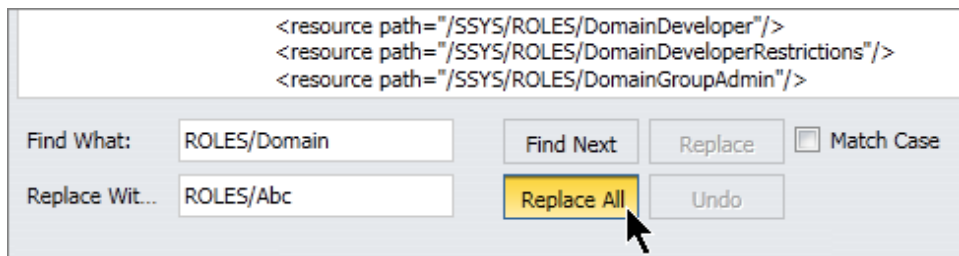 <resource path="/SSYS/ROLES/DomainDeveloper"/>
<resource path="/SSYS/ROLES/DomainDeveloperRestrictions"/>
<resource path="/SSYS/ROLES/DomainGroupAdmin"/>
Find What: ROLES/Domain Find Next Replace Match Case
Replace Wit... ROLES/Abc Replace All Undo